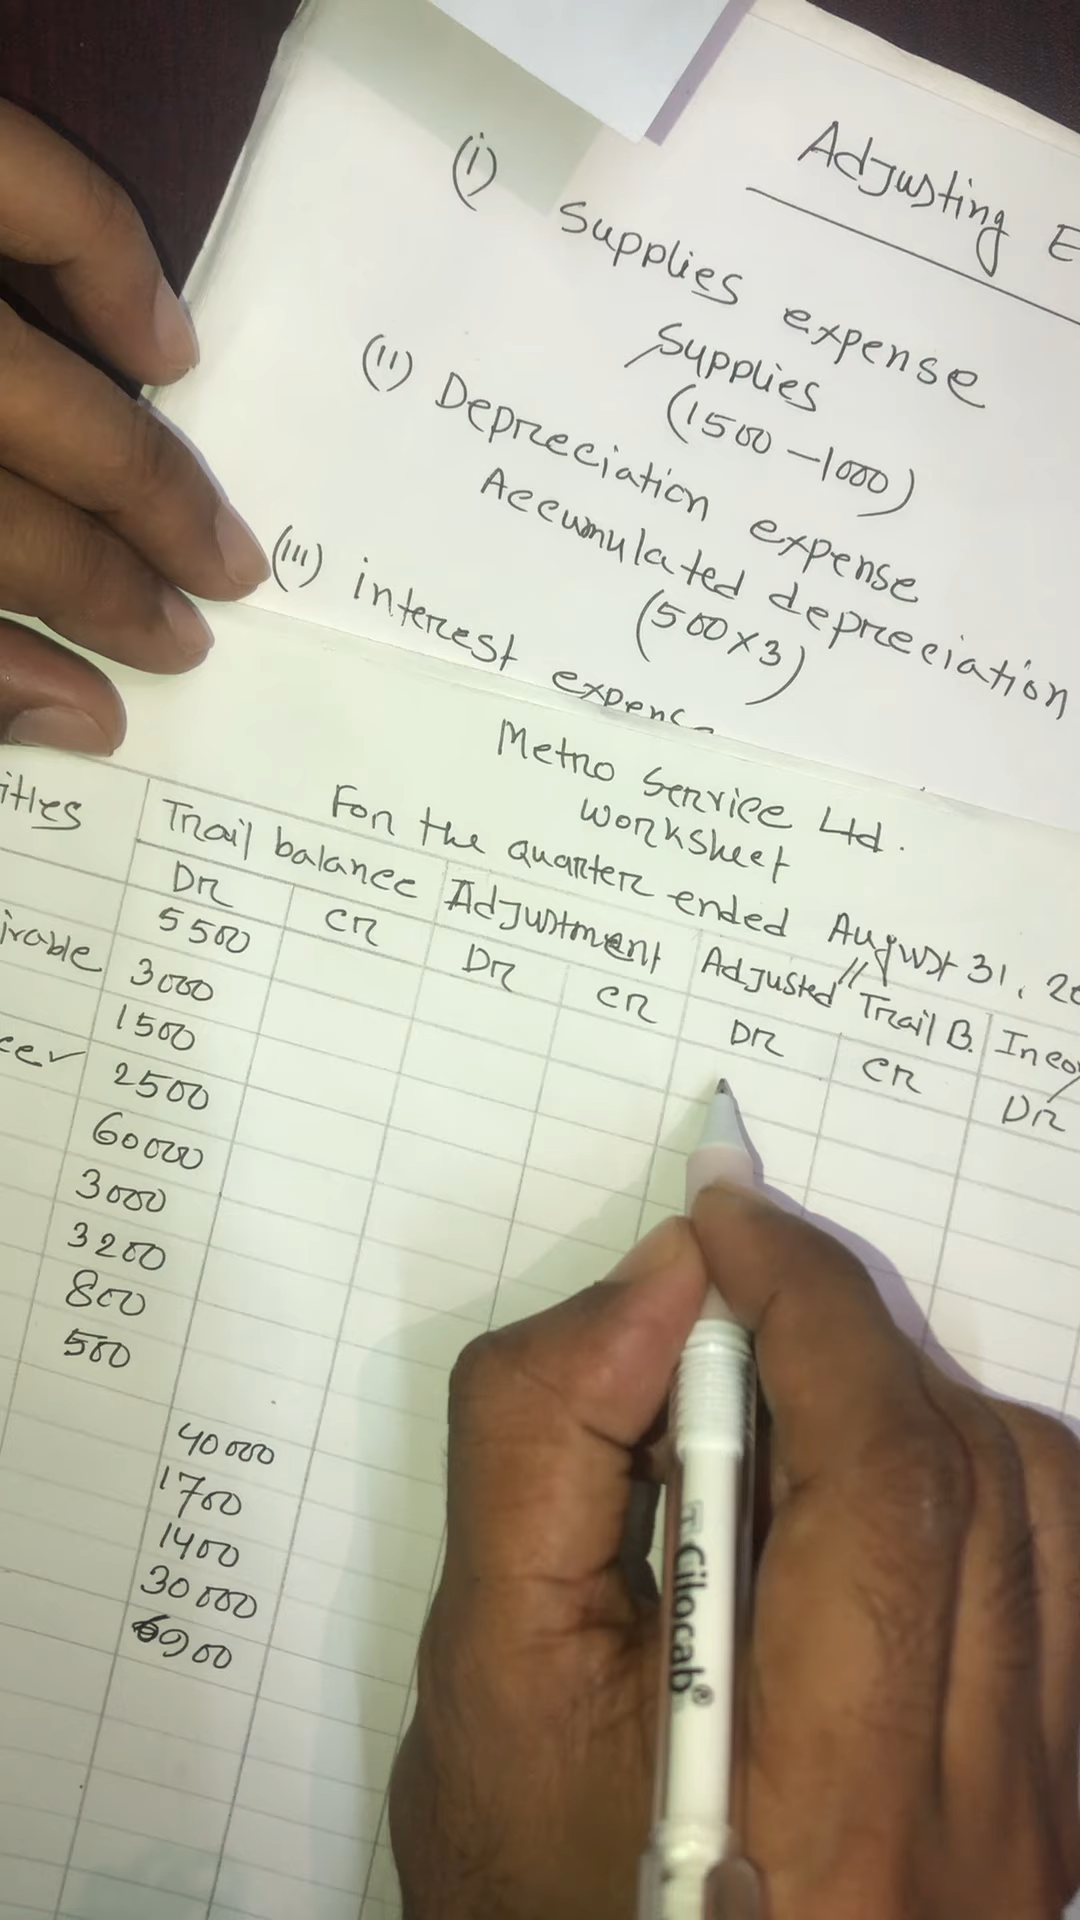 Adjusting E
(i) Supplies expense
Supplies
(1500 - 1000)
(ii) Depreciation expense
Accumulated depreciation
(500 x 3)
(iii) interest expens
Metro Service Ltd.
worksheet
For the quarter ended August 31, 20
itles
Trail balance
Adjustment
Adjusted Trail B.
Inco
DR
CR
DR
CR
DR
CR
DR
5500
ivable 3000
1500
2500
60000
3000
3200
800
500
40000
1700
1400
30000
6900
Cilocab®